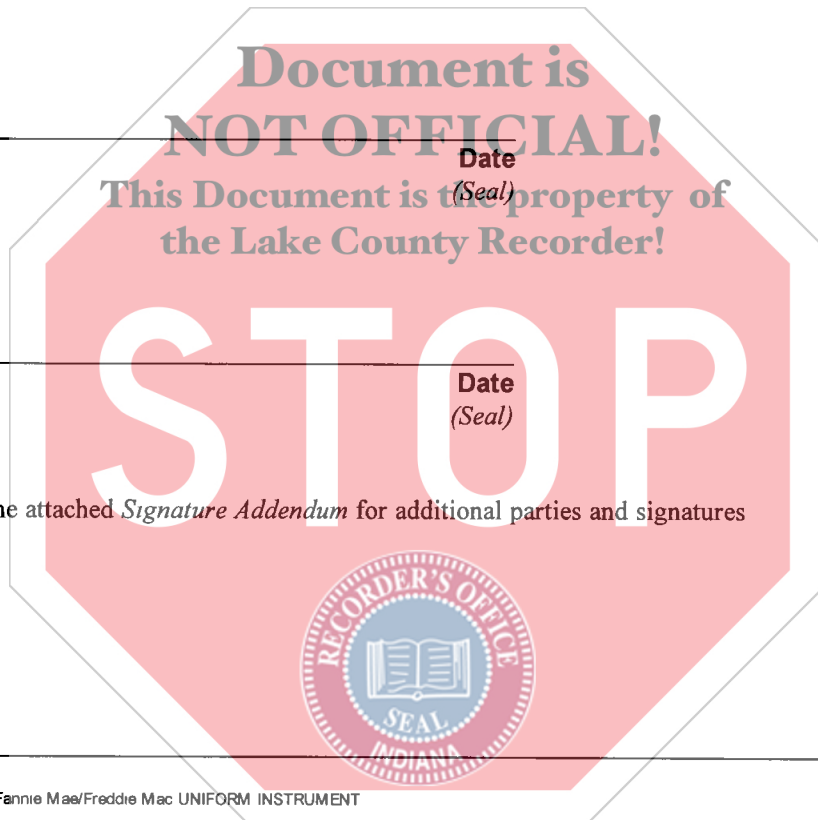 Document is
NOT OFFICIAL!
Date
This Document is the property of
(Seal)
the Lake County Recorder!
STOP
Date
(Seal)
attached Signature Addendum for additional parties and signatures
RECORDER'S OFFICE
SEAL
INDIANA
Fannie Mae/Freddie Mac UNIFORM INSTRUMENT